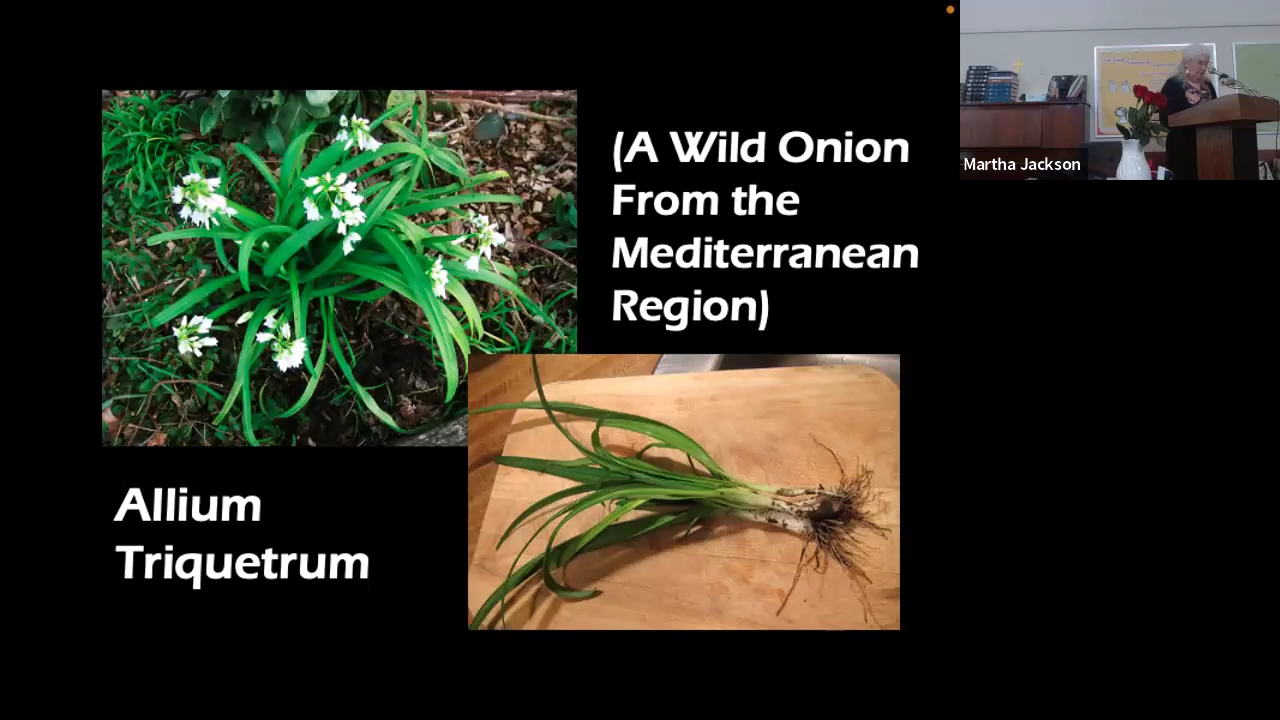 (A Wild Onion
From the
Mediterranean
Region)
Martha Jackson
Allium
Triquetrum